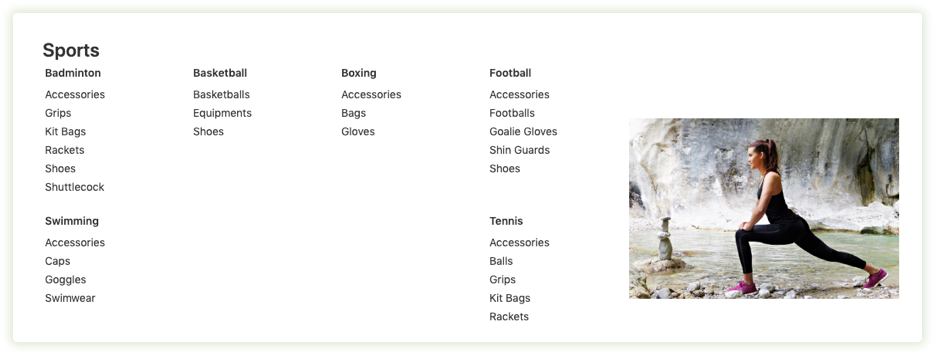 Sports
Badminton
Accessories
Grips
Kit Bags
Rackets
Shoes
Shuttlecock
Basketball
Basketballs
Equipments
Shoes
Boxing
Accessories
Bags
Gloves
Football
Accessories
Footballs
Goalie Gloves
Shin Guards
Shoes
Swimming
Accessories
Caps
Goggles
Swimwear
Tennis
Accessories
Balls
Grips
Kit Bags
Rackets